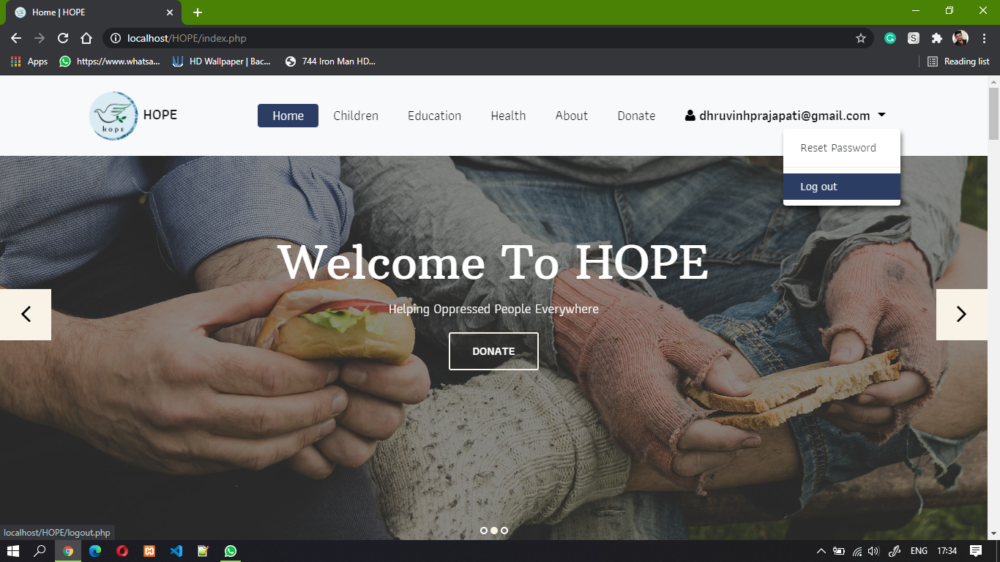 Home | HOPE
localhost/HOPE/index.php
Apps
https://www.whatsa...
HD Wallpaper | Bac...
744 Iron Man HD...
Reading list
hope
HOPE
Home
Children
Education
Health
About
Donate
dhruvinhprajapati@gmail.com
Reset Password
Log out
Welcome To HOPE
Helping Oppressed People Everywhere
DONATE
localhost/HOPE/logout.php
ENG
17:34